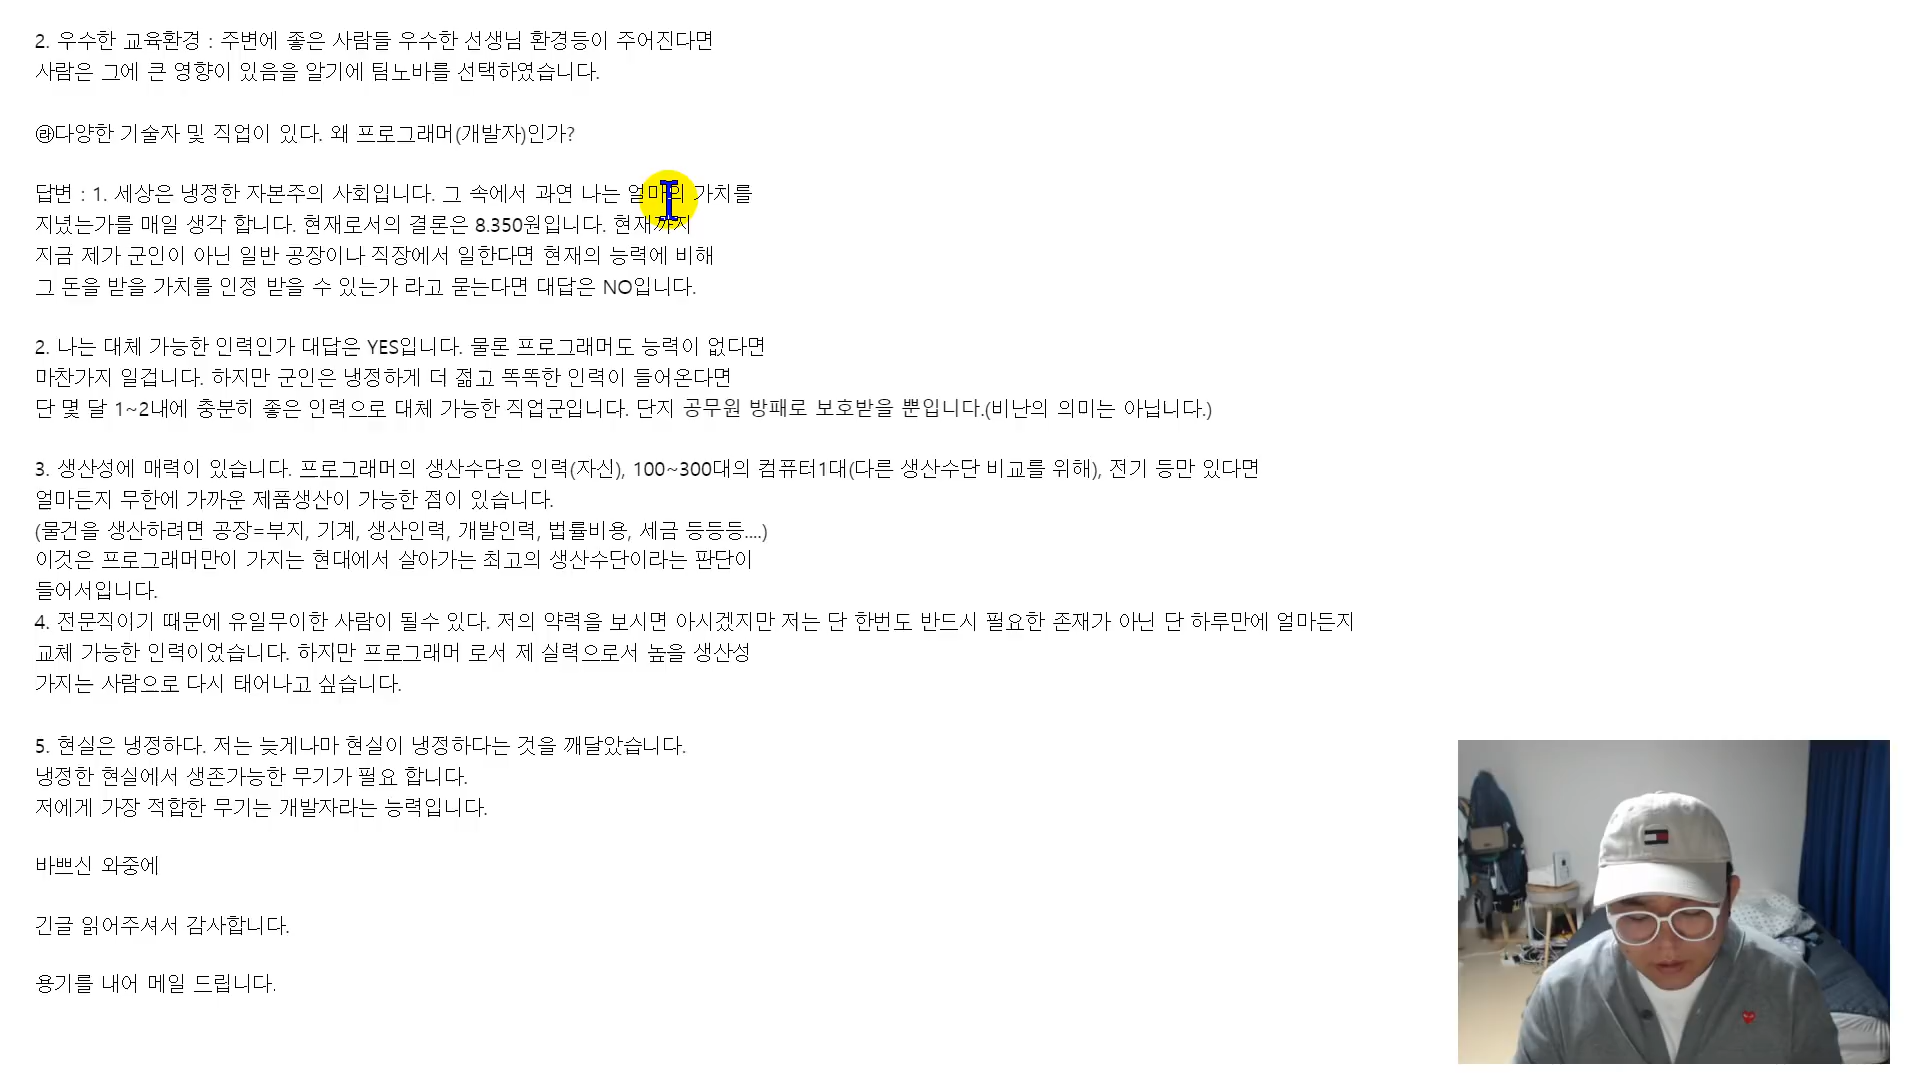 2. 우수한 교육환경 : 주변에 좋은 사람들 우수한 선생님 환경등이 주어진다면
사람은 그에 큰 영향이 있음을 알기에 팀노바를 선택하였습니다.
㉣다양한 기술자 및 직업이 있다. 왜 프로그래머(개발자)인가?
답변 : 1. 세상은 냉정한 자본주의 사회입니다. 그 속에서 과연 나는 얼마의 가치를
지녔는가를 매일 생각 합니다. 현재로서의 결론은 8.350원입니다. 현재까지
지금 제가 군인이 아닌 일반 공장이나 직장에서 일한다면 현재의 능력에 비해
그 돈을 받을 가치를 인정 받을 수 있는가 라고 묻는다면 대답은 NO입니다.
2. 나는 대체 가능한 인력인가 대답은 YES입니다. 물론 프로그래머도 능력이 없다면
마찬가지 일겁니다. 하지만 군인은 냉정하게 더 젊고 똑똑한 인력이 들어온다면
단 몇 달 1~2내에 충분히 좋은 인력으로 대체 가능한 직업군입니다. 단지 공무원 방패로 보호받을 뿐입니다.(비난의 의미는 아닙니다.)
3. 생산성에 매력이 있습니다. 프로그래머의 생산수단은 인력(자신), 100~300대의 컴퓨터1대(다른 생산수단 비교를 위해), 전기 등만 있다면
얼마든지 무한에 가까운 제품생산이 가능한 점이 있습니다.
(물건을 생산하려면 공장=부지, 기계, 생산인력, 개발인력, 법률비용, 세금 등등등....)
이것은 프로그래머만이 가지는 현대에서 살아가는 최고의 생산수단이라는 판단이
들어서입니다.
4. 전문직이기 때문에 유일무이한 사람이 될수 있다. 저의 약력을 보시면 아시겠지만 저는 단 한번도 반드시 필요한 존재가 아닌 단 하루만에 얼마든지
교체 가능한 인력이었습니다. 하지만 프로그래머 로서 제 실력으로서 높을 생산성
가지는 사람으로 다시 태어나고 싶습니다.
5. 현실은 냉정하다. 저는 늦게나마 현실이 냉정하다는 것을 깨달았습니다.
냉정한 현실에서 생존가능한 무기가 필요 합니다.
저에게 가장 적합한 무기는 개발자라는 능력입니다.
바쁘신 와중에
긴글 읽어주셔서 감사합니다.
용기를 내어 메일 드립니다.